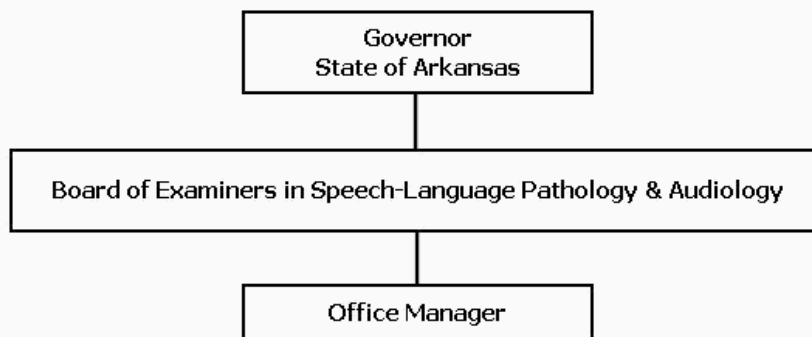 Governor
State of Arkansas
Board of Examiners in Speech-Language Pathology & Audiology
Office Manager